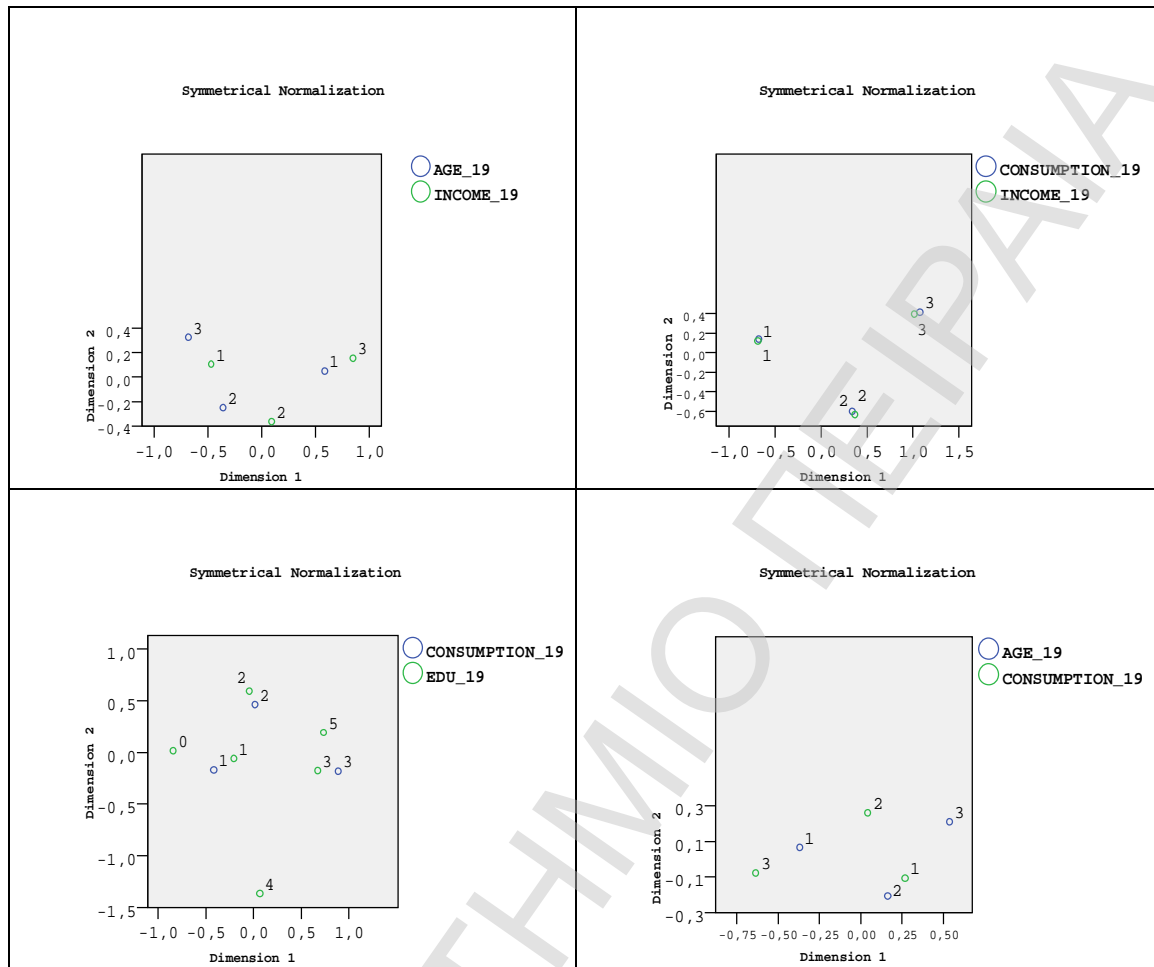 Symmetrical Normalization
AGE_19
INCOME_19
Dimension 2
0,4
0,2
0,0
-0,2
-0,4
3
1
2
2
1
3
-1,0 -0,5 0,0 0,5 1,0
Dimension 1
Symmetrical Normalization
CONSUMPTION_19
INCOME_19
Dimension 2
0,4
0,2
0,0
-0,2
-0,4
-0,6
1
1
2 2
3
3
-1,0 -0,5 0,0 0,5 1,0 1,5
Dimension 1
Symmetrical Normalization
CONSUMPTION_19
EDU_19
Dimension 2
1,0
0,5
0,0
-0,5
-1,0
-1,5
2
2
5
0
1
1
3 3
4
-1,0 -0,5 0,0 0,5 1,0
Dimension 1
Symmetrical Normalization
AGE_19
CONSUMPTION_19
Dimension 2
0,3
0,1
-0,1
-0,3
2
3
1
3
1
2
-0,75 -0,50 -0,25 0,00 0,25 0,50
Dimension 1
ΤΗΜΙΟ ΠΕΙΡΑΙΑ